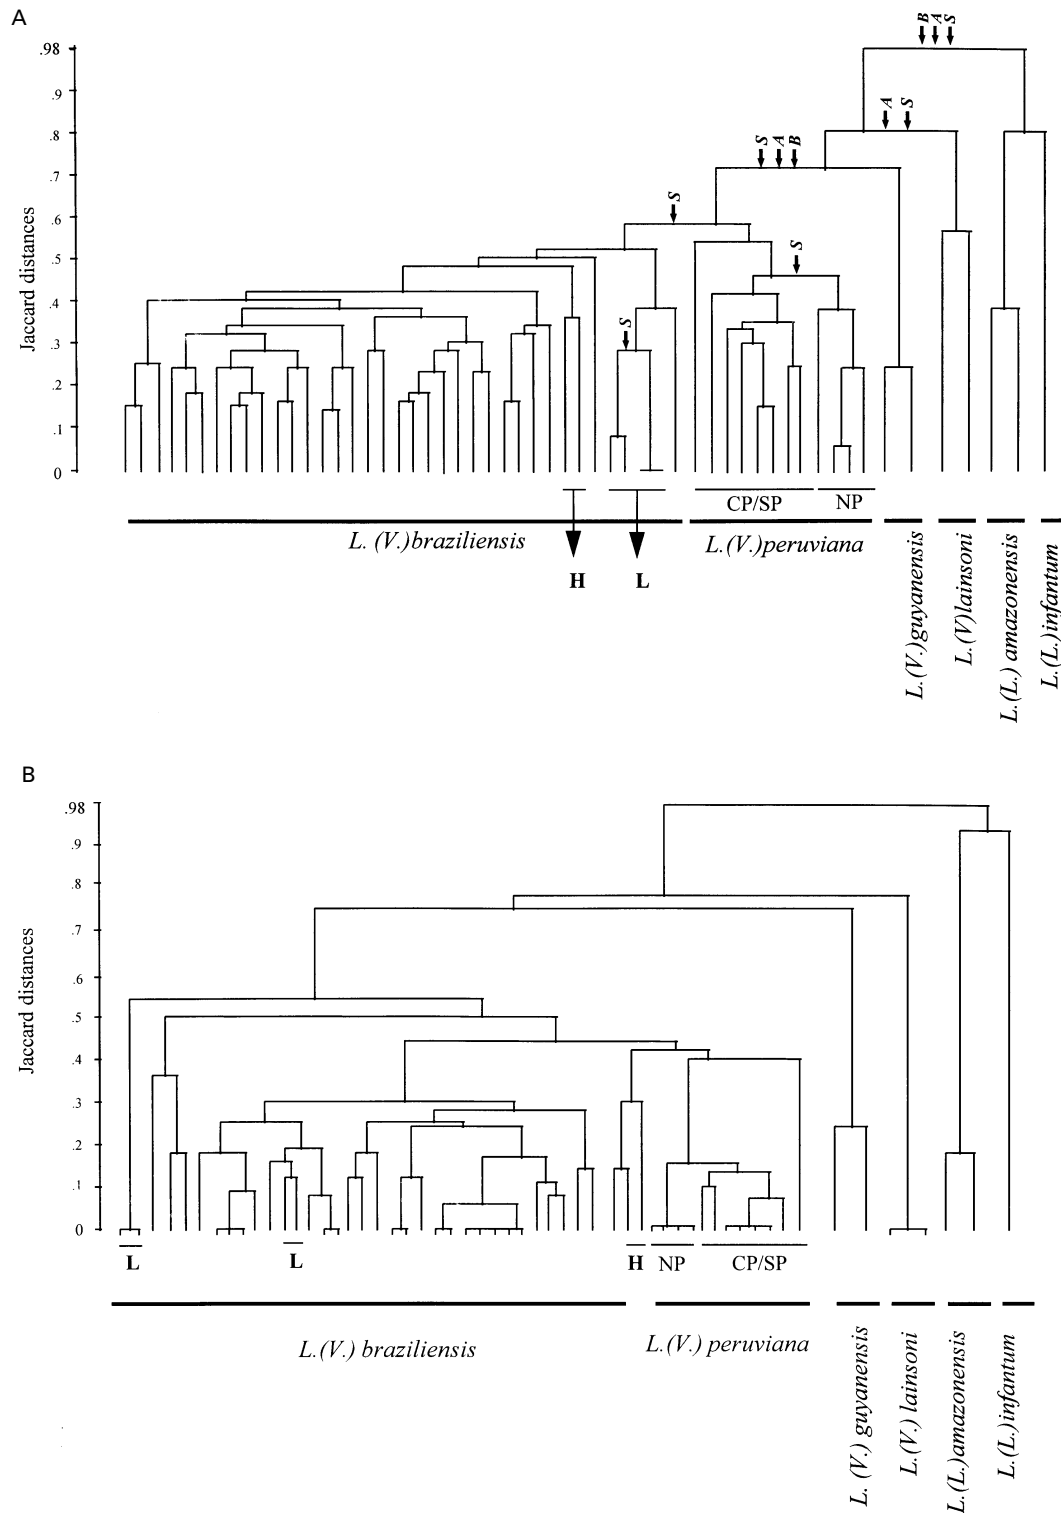 A
B A S
.98
.9
A S
.8
S A B
.7
S
.6
S
.5
.4
S
.3
.2
.1
0
Jaccard distances
CP/SP
NP
L. (V.)braziliensis
L.(V.)peruviana
H
L
L.(V.)guyanensis
L.(V)lainsoni
L.(L.) amazonensis
L.(L.)infantum
B
.98
.9
.8
.7
.6
.5
.4
.3
.2
.1
0
Jaccard distances
L
L
H
NP
CP/SP
L.(V.) braziliensis
L.(V.) peruviana
L. (V.) guyanensis
L.(V.) lainsoni
L.(L.)amazonensis
L.(L.)infantum